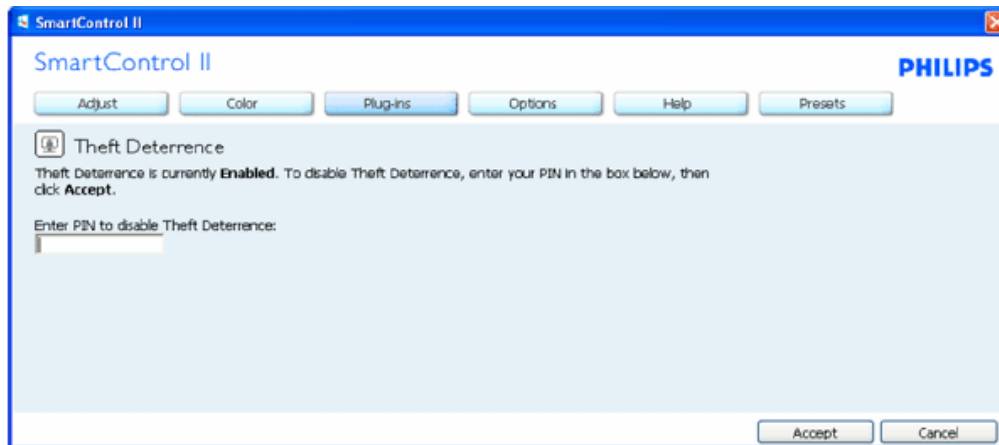 SmartControl II
SmartControl II
PHILIPS
Adjust Color Plug-ins Options Help Presets
Theft Deterrence
Theft Deterrence is currently Enabled. To disable Theft Deterrence, enter your PIN in the box below, then
click Accept.
Enter PIN to disable Theft Deterrence:
Accept Cancel